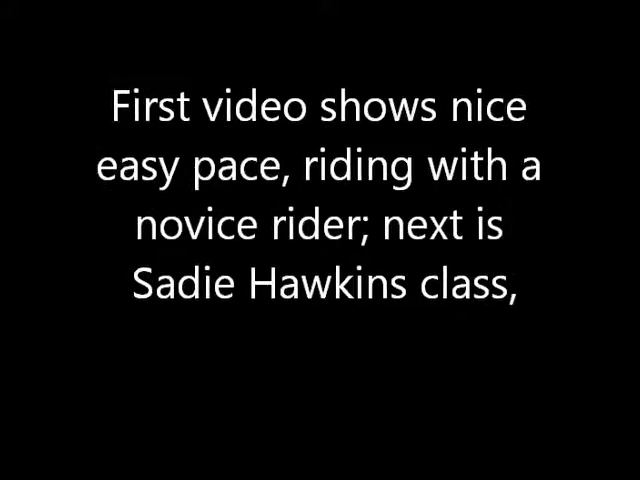 First video shows nice
easy pace, riding with a
novice rider; next is
Sadie Hawkins class,